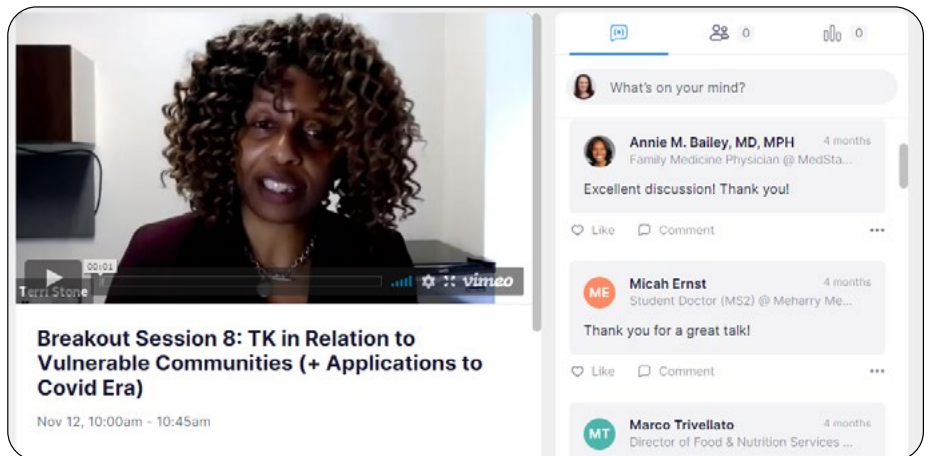 0
0
What's on your mind?
Annie M. Bailey, MD, MPH
4 months
Family Medicine Physician @ MedSta...
Excellent discussion! Thank you!
Like
Comment
00:01
vimeo
Terri Stone
ME
Micah Ernst
4 months
Student Doctor (MS2) @ Meharry Me...
Thank you for a great talk!
Like
Comment
Breakout Session 8: TK in Relation to
Vulnerable Communities (+ Applications to
Covid Era)
Nov 12, 10:00am - 10:45am
MT
Marco Trivellato
4 months
Director of Food & Nutrition Services ...